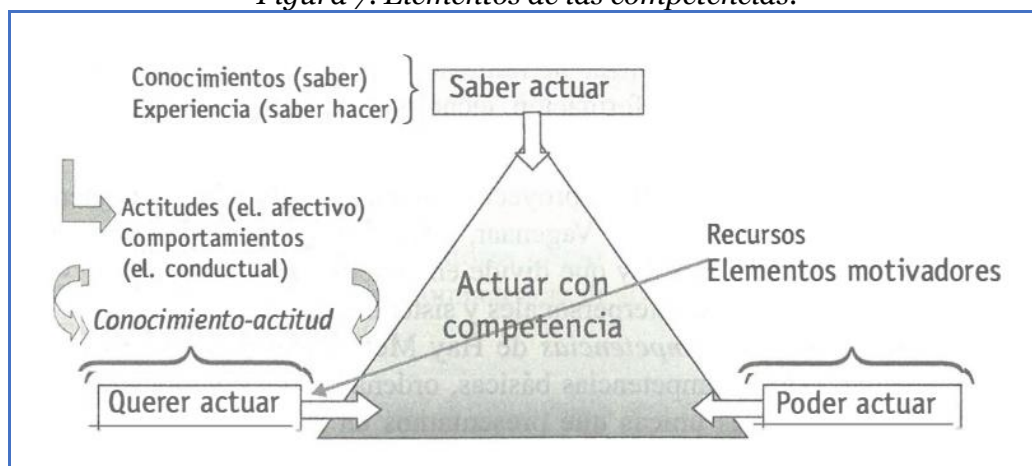 Figura 7. Elementos de las competencias.
Conocimientos (saber)
Experiencia (saber hacer)
Saber actuar
Actitudes (el. afectivo)
Comportamientos
(el. conductual)
Conocimiento-actitud
Recursos
Elementos motivadores
Actuar con
competencia
Querer actuar
Poder actuar